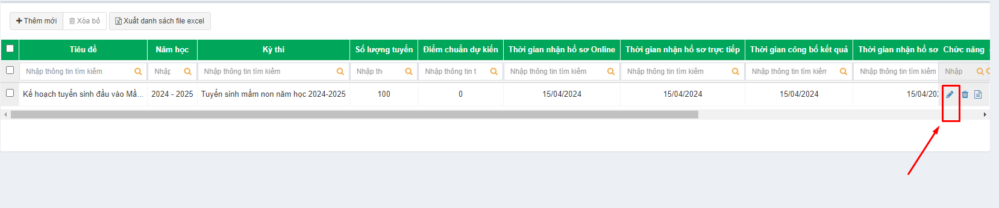 Thêm mới Xóa bỏ Xuất danh sách file excel
Tiêu đề Năm học Kỳ thi Số lượng tuyển Điểm chuẩn dự kiến Thời gian nhận hồ sơ Online Thời gian nhận hồ sơ trực tiếp Thời gian công bố kết quả Thời gian nhận hồ sơ Chức năng
Nhập thông tin tìm kiếm Nhập Nhập thông tin tìm kiếm Nhập th Nhập thông tin t Nhập thông tin tìm kiếm Nhập thông tin tìm kiếm Nhập thông tin tìm kiếm Nhập thông tin tìm kiếm Nhập
Kế hoạch tuyển sinh đầu vào Mầ... 2024 - 2025 Tuyển sinh mầm non năm học 2024-2025 100 0 15/04/2024 15/04/2024 15/04/2024 15/04/202